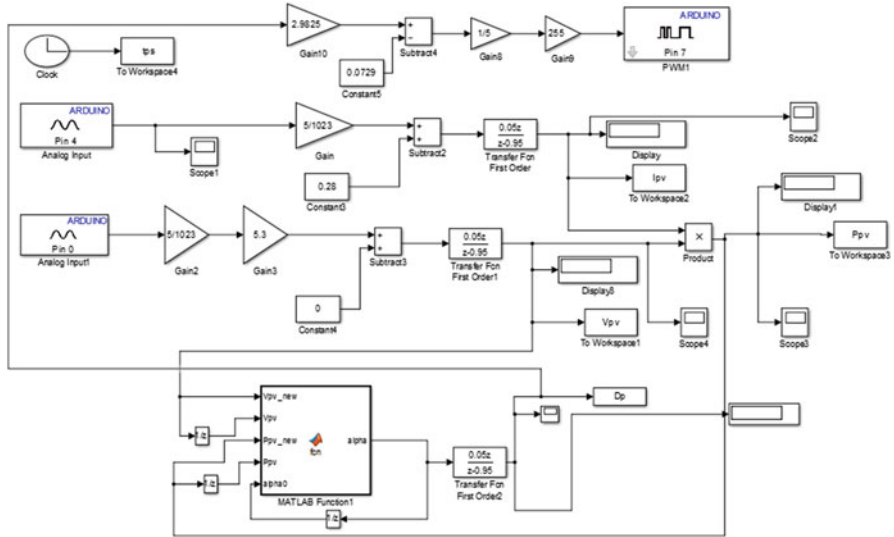 2.9825
Gain10
+
−
Subtract4
1/5
Gain8
255
Gain9
ARDUINO
Pin 7
PWM1
Clock
tps
To Workspace4
0.0729
Constant5
ARDUINO
Pin 4
Analog Input
Scope1
5/1023
Gain
+
+
Subtract2
0.28
Constant3
0.05z
z-0.95
Transfer Fcn
First Order
Display
Scope2
Ipv
To Workspace2
Display1
ARDUINO
Pin 0
Analog Input1
5/1023
Gain2
5.3
Gain3
+
+
Subtract3
0
Constant4
0.05z
z-0.95
Transfer Fcn
First Order1
×
Product
Ppv
To Workspace3
Display8
Vpv
To Workspace1
Scope4
Scope3
Vpv_new
Vpv
Ppv_new
Ppv
alpha0
fcn
alpha
MATLAB Function1
1/z
1/z
1/z
0.05z
z-0.95
Transfer Fcn
First Order2
Dp